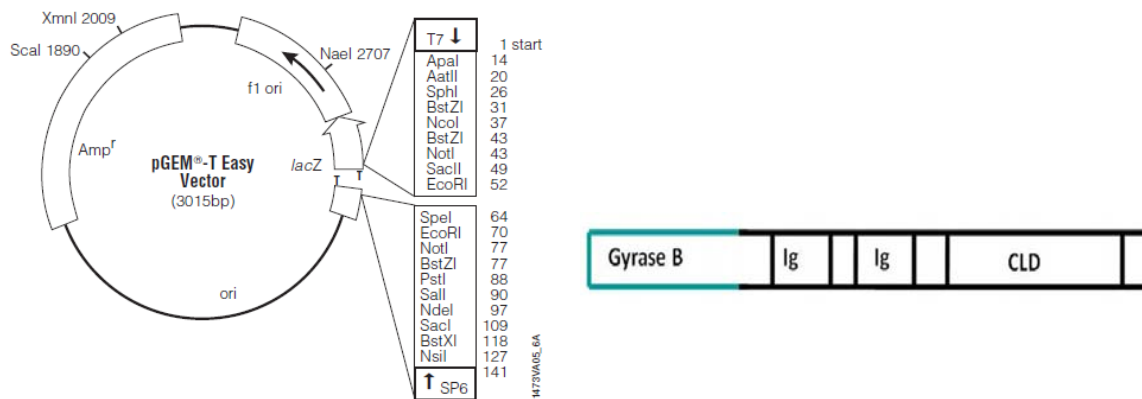 XmnI 2009
ScaI 1890
NaeI 2707
f1 ori
Ampʳ
pGEM®-T Easy
Vector
(3015bp)
lacZ
T
T
ori
T7 ↓
1 start
ApaI 14
AatII 20
SphI 26
BstZI 31
NcoI 37
BstZI 43
NotI 43
SacII 49
EcoRI 52
SpeI 64
EcoRI 70
NotI 77
BstZI 77
PstI 88
SalI 90
NdeI 97
SacI 109
BstXI 118
NsiI 127
141
↑ SP6
1473VA05_6A
Gyrase B
Ig
Ig
CLD